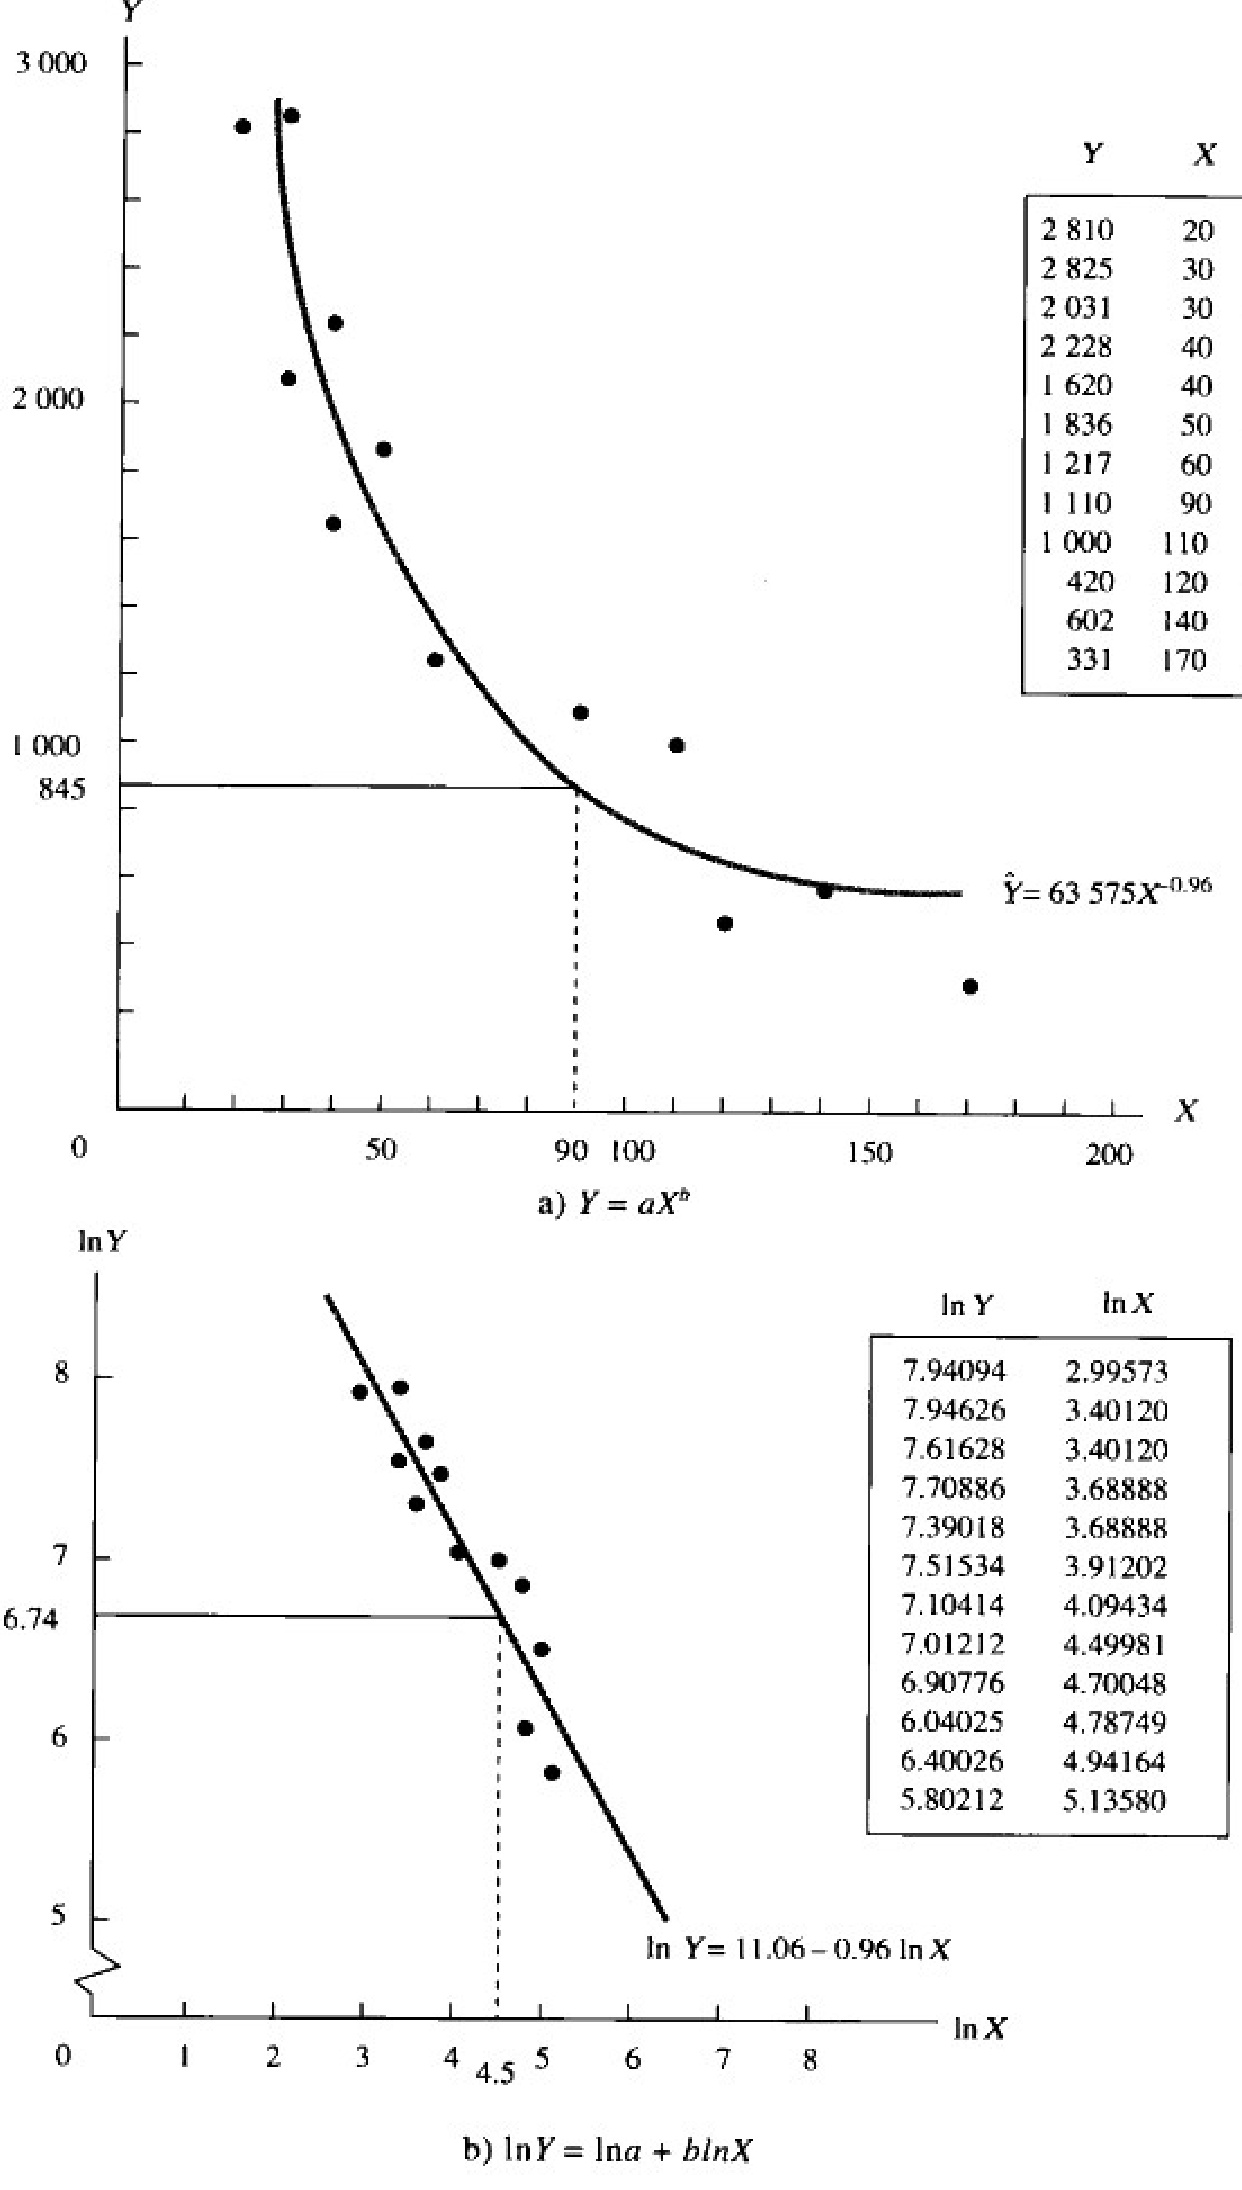 Y
3 000
2 000
1 000
845
Y X
2 810 20
2 825 30
2 031 30
2 228 40
1 620 40
1 836 50
1 217 60
1 110 90
1 000 110
420 120
602 140
331 170
Ŷ= 63 575X^−0.96
0 50 90 100 150 200 X
a) Y = aX^b
ln Y
8
7
6.74
6
5
ln Y ln X
7.94094 2.99573
7.94626 3.40120
7.61628 3.40120
7.70886 3.68888
7.39018 3.68888
7.51534 3.91202
7.10414 4.09434
7.01212 4.49981
6.90776 4.70048
6.04025 4.78749
6.40026 4.94164
5.80212 5.13580
ln Y= 11.06 – 0.96 ln X
0 1 2 3 4 4.5 5 6 7 8 ln X
b) lnY = lna + blnX